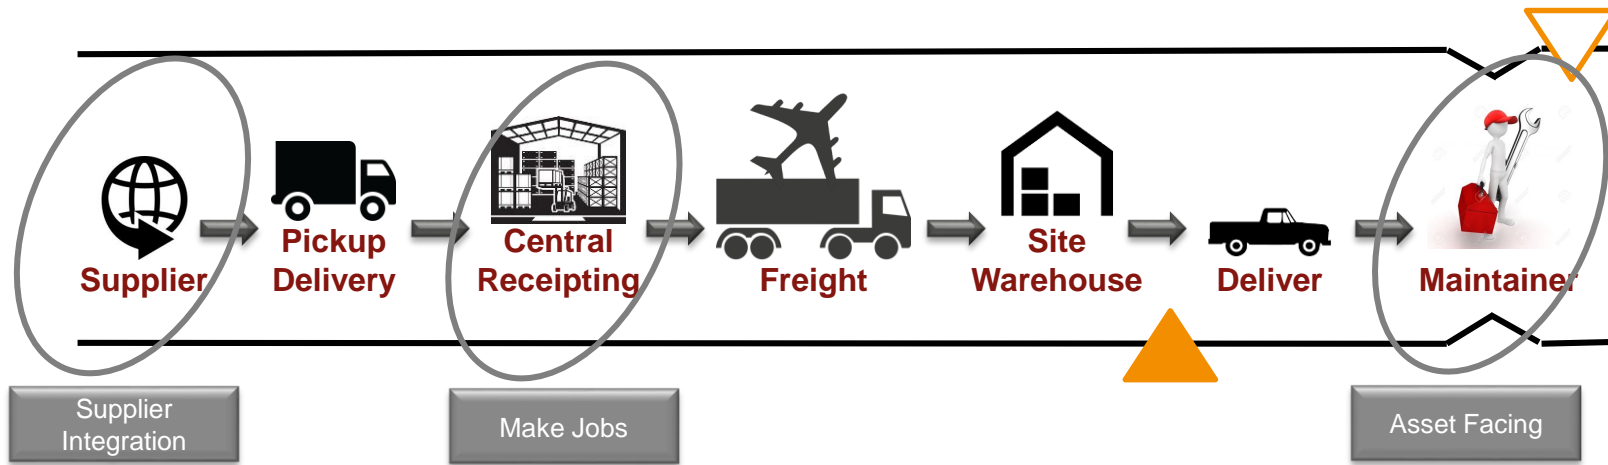 Supplier
Pickup
Delivery
Central
Receipting
Freight
Site
Warehouse
Deliver
Maintainer
Supplier
Integration
Make Jobs
Asset Facing